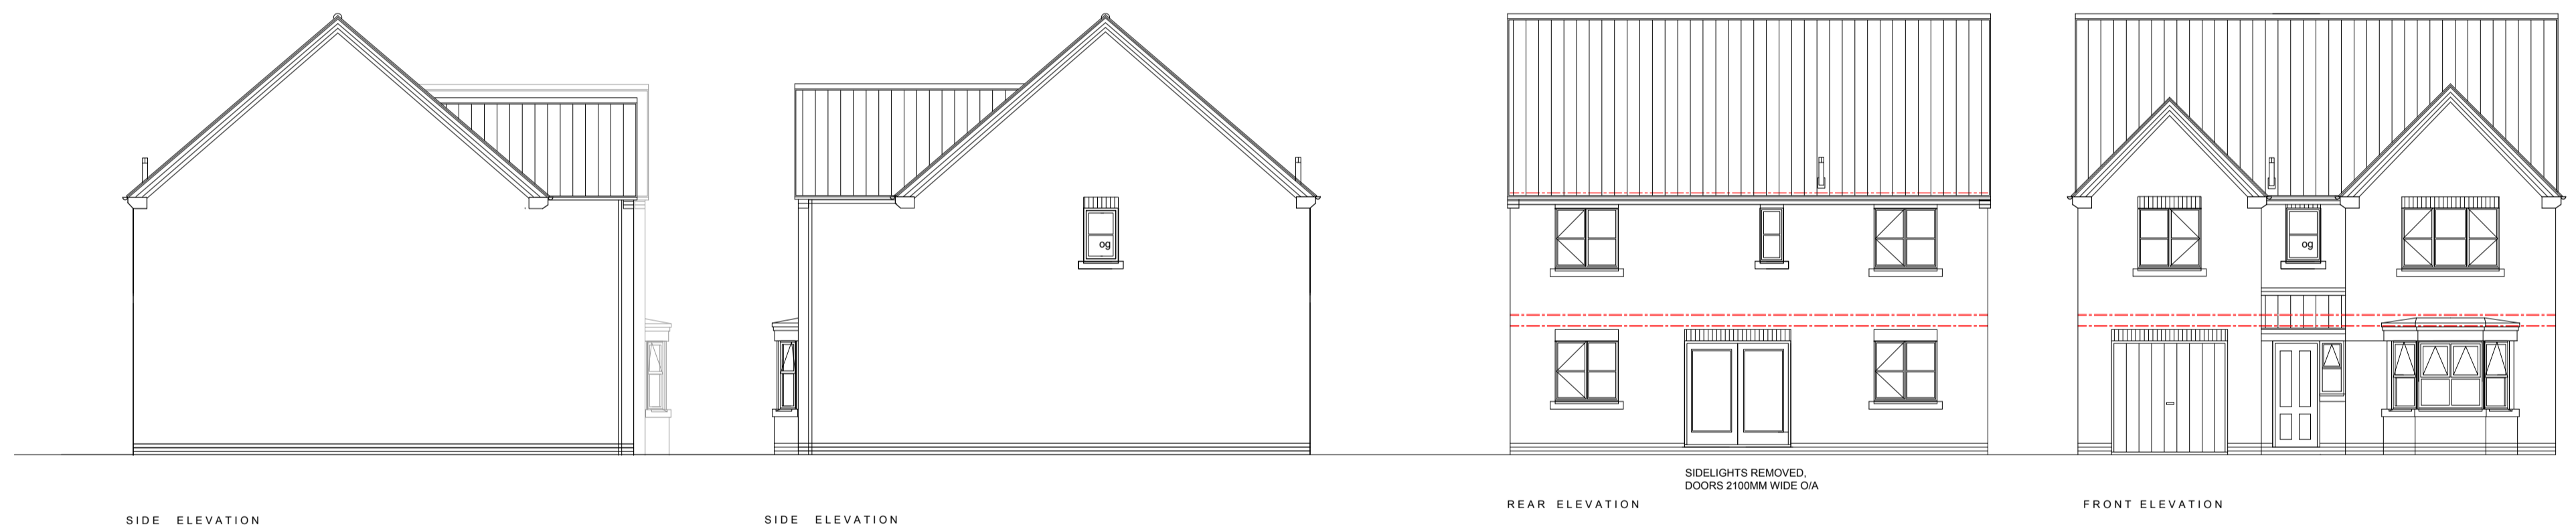 og
og
SIDELIGHTS REMOVED,
DOORS 2100MM WIDE O/A
SIDE ELEVATION
SIDE ELEVATION
REAR ELEVATION
FRONT ELEVATION